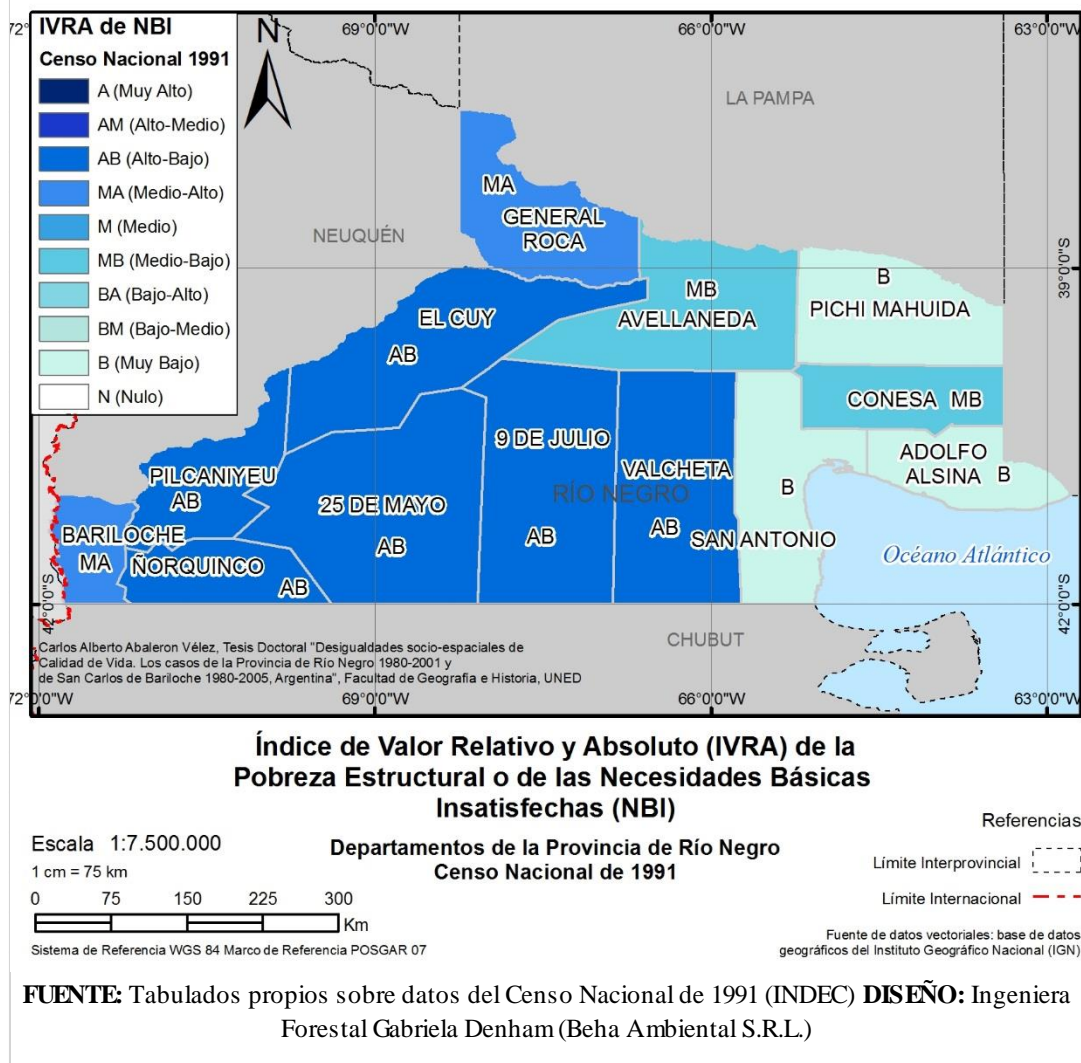 IVRA de NBI
Censo Nacional 1991
A (Muy Alto)
AM (Alto-Medio)
AB (Alto-Bajo)
MA (Medio-Alto)
M (Medio)
MB (Medio-Bajo)
BA (Bajo-Alto)
BM (Bajo-Medio)
B (Muy Bajo)
N (Nulo)
72°
69°0'0"W
66°0'0"W
63°0'0"W
N
LA PAMPA
NEUQUÉN
MA
GENERAL
ROCA
39°0'0"S
39°0'0"S
MB
AVELLANEDA
B
PICHI MAHUIDA
EL CUY
AB
CONESA MB
9 DE JULIO
AB
ADOLFO
ALSINA B
PILCANIYEU
AB
VALCHETA
AB
RÍO NEGRO
25 DE MAYO
AB
B
SAN ANTONIO
BARILOCHE
MA
ÑORQUINCO
AB
Océano Atlántico
42°0'0"S
42°0'0"S
CHUBUT
Carlos Alberto Abaleron Vélez, Tesis Doctoral "Desigualdades socio-espaciales de
Calidad de Vida. Los casos de la Provincia de Río Negro 1980-2001 y
de San Carlos de Bariloche 1980-2005, Argentina", Facultad de Geografía e Historia, UNED
72°0'0"W
69°0'0"W
66°0'0"W
63°0'0"W
Índice de Valor Relativo y Absoluto (IVRA) de la
Pobreza Estructural o de las Necesidades Básicas
Insatisfechas (NBI)
Departamentos de la Provincia de Río Negro
Censo Nacional de 1991
Escala 1:7.500.000
1 cm = 75 km
0 75 150 225 300
Km
Sistema de Referencia WGS 84 Marco de Referencia POSGAR 07
Referencias
Límite Interprovincial
Límite Internacional
Fuente de datos vectoriales: base de datos
geográficos del Instituto Geográfico Nacional (IGN)
FUENTE: Tabulados propios sobre datos del Censo Nacional de 1991 (INDEC) DISEÑO: Ingeniera
Forestal Gabriela Denham (Beha Ambiental S.R.L.)